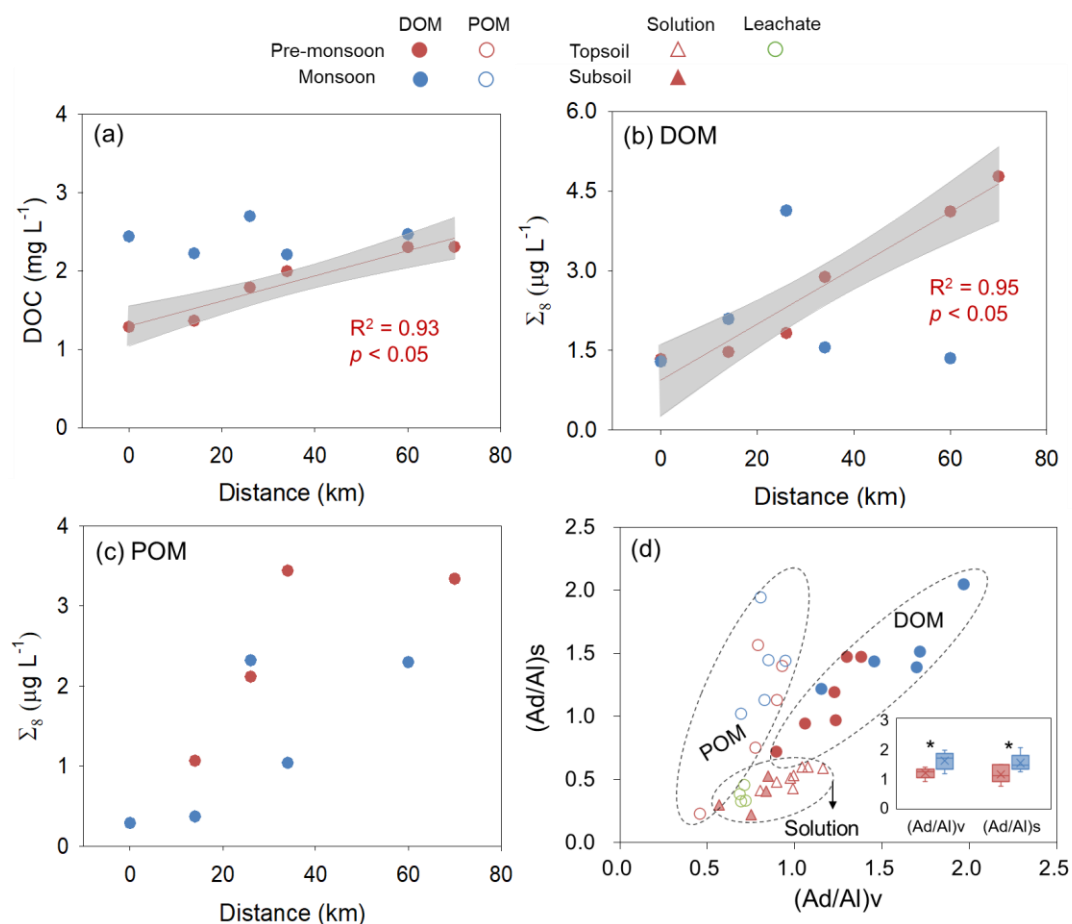 DOM POM Solution Leachate
Pre-monsoon Topsoil
Monsoon Subsoil
(a)
DOC (mg L⁻¹)
4
3
2
1
0
R² = 0.93
p < 0.05
0 20 40 60 80
Distance (km)
(b) DOM
Σ₈ (µg L⁻¹)
6.0
4.5
3.0
1.5
0.0
R² = 0.95
p < 0.05
0 20 40 60 80
Distance (km)
(c) POM
Σ₈ (µg L⁻¹)
4
3
2
1
0
0 20 40 60 80
Distance (km)
(d)
(Ad/Al)s
2.5
2.0
1.5
1.0
0.5
0.0
DOM
POM
Solution
3
2
1
0
* *
(Ad/Al)v (Ad/Al)s
0.0 0.5 1.0 1.5 2.0 2.5
(Ad/Al)v